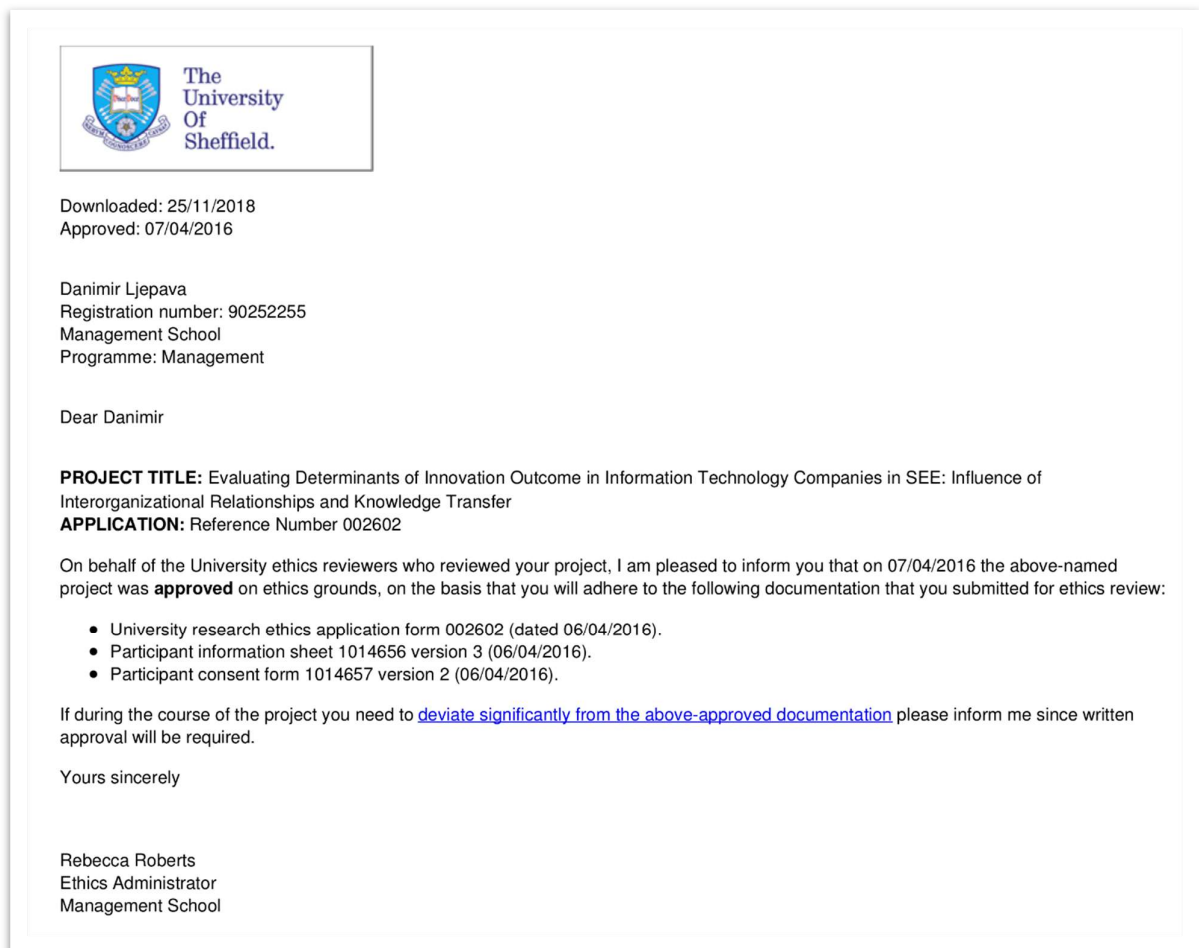 The
University
Of
Sheffield.
Downloaded: 25/11/2018
Approved: 07/04/2016
Danimir Ljepava
Registration number: 90252255
Management School
Programme: Management
Dear Danimir
PROJECT TITLE: Evaluating Determinants of Innovation Outcome in Information Technology Companies in SEE: Influence of
Interorganizational Relationships and Knowledge Transfer
APPLICATION: Reference Number 002602
On behalf of the University ethics reviewers who reviewed your project, I am pleased to inform you that on 07/04/2016 the above-named
project was approved on ethics grounds, on the basis that you will adhere to the following documentation that you submitted for ethics review:
• University research ethics application form 002602 (dated 06/04/2016).
• Participant information sheet 1014656 version 3 (06/04/2016).
• Participant consent form 1014657 version 2 (06/04/2016).
If during the course of the project you need to deviate significantly from the above-approved documentation please inform me since written
approval will be required.
Yours sincerely
Rebecca Roberts
Ethics Administrator
Management School